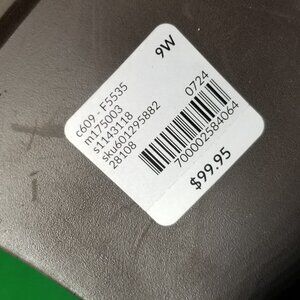 9W
c609 - F5535
m175003
s1143118
sku601295882
28108
0724
700002584064
$99.95